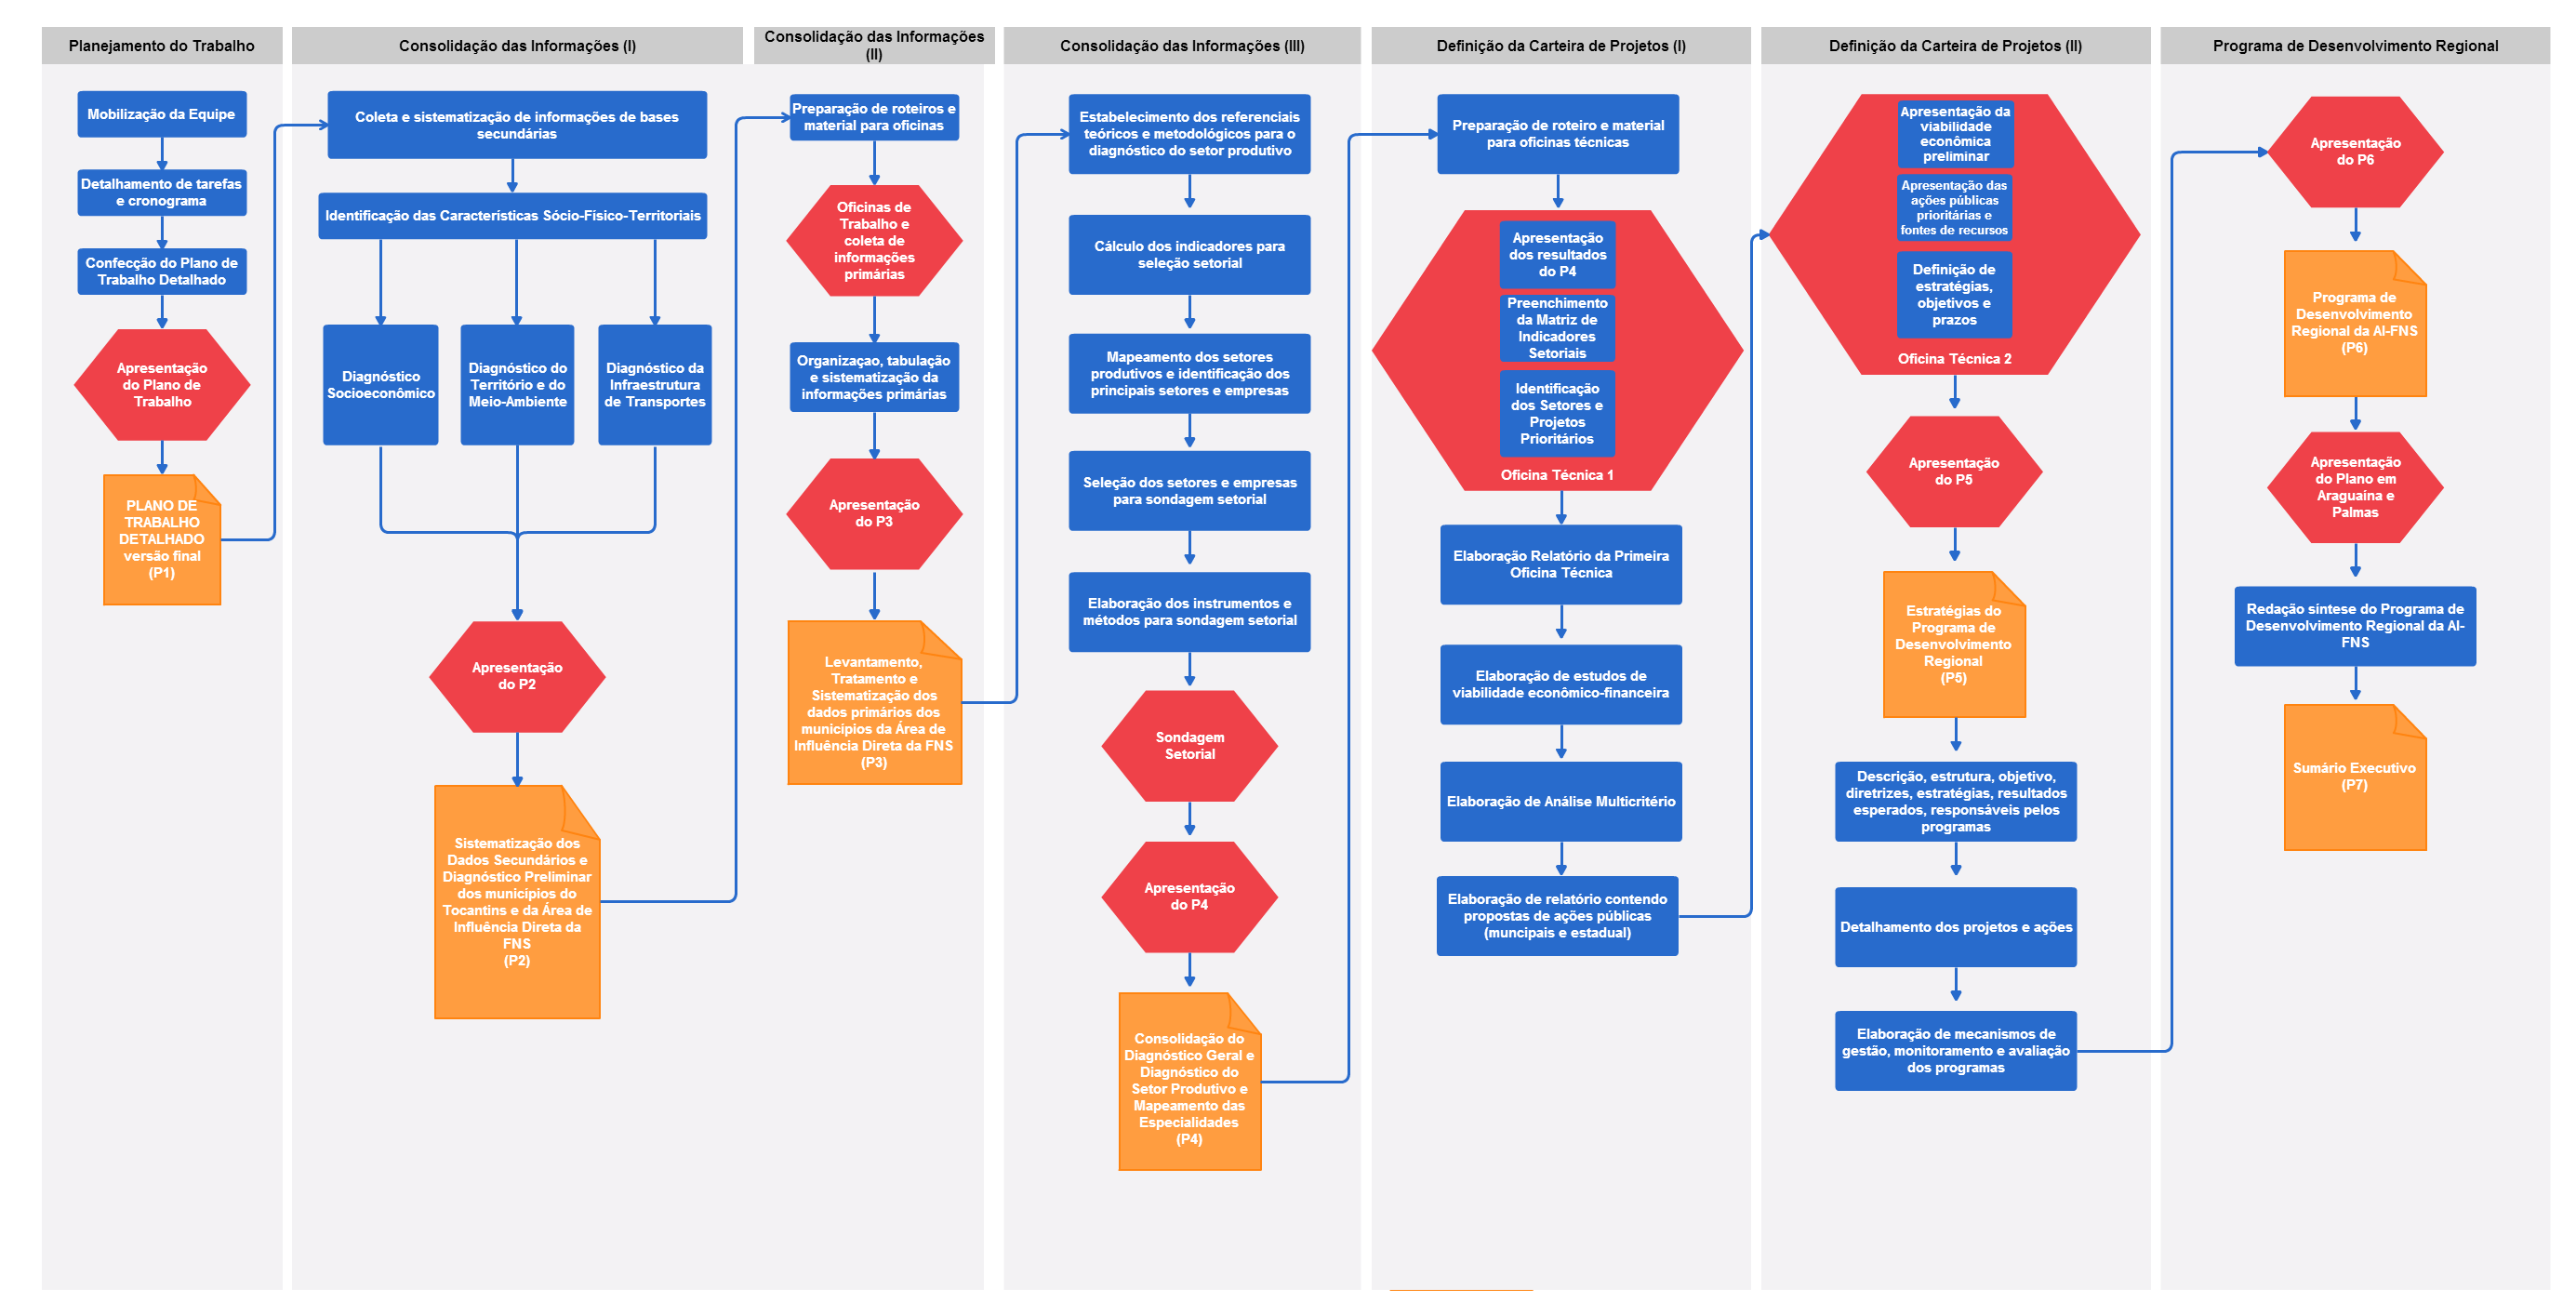 Planejamento do Trabalho
Mobilização da Equipe
Detalhamento de tarefas
e cronograma
Confecção do Plano de
Trabalho Detalhado
Apresentação
do Plano de
Trabalho
PLANO DE
TRABALHO
DETALHADO
versão final
(P1)
Consolidação das Informações (I)
Coleta e sistematização de informações de bases
secundárias
Identificação das Características Sócio-Físico-Territoriais
Diagnóstico
Socioeconômico
Diagnóstico do
Território e do
Meio-Ambiente
Diagnóstico da
Infraestrutura
de Transportes
Apresentação
do P2
Sistematização dos
Dados Secundários e
Diagnóstico Preliminar
dos municípios do
Tocantins e da Área de
Influência Direta da
FNS
(P2)
Consolidação das Informações
(II)
Preparação de roteiros e
material para oficinas
Oficinas de
Trabalho e
coleta de
informações
primárias
Organizaçao, tabulação
e sistematização da
informações primárias
Apresentação
do P3
Levantamento,
Tratamento e
Sistematização dos
dados primários dos
municípios da Área de
Influência Direta da FNS
(P3)
Consolidação das Informações (III)
Estabelecimento dos referenciais
teóricos e metodológicos para o
diagnóstico do setor produtivo
Cálculo dos indicadores para
seleção setorial
Mapeamento dos setores
produtivos e identificação dos
principais setores e empresas
Seleção dos setores e empresas
para sondagem setorial
Elaboração dos instrumentos e
métodos para sondagem setorial
Sondagem
Setorial
Apresentação
do P4
Consolidação do
Diagnóstico Geral e
Diagnóstico do
Setor Produtivo e
Mapeamento das
Especialidades
(P4)
Definição da Carteira de Projetos (I)
Preparação de roteiro e material
para oficinas técnicas
Apresentação
dos resultados
do P4
Preenchimento
da Matriz de
Indicadores
Setoriais
Identificação
dos Setores e
Projetos
Prioritários
Oficina Técnica 1
Elaboração Relatório da Primeira
Oficina Técnica
Elaboração de estudos de
viabilidade econômico-financeira
Elaboração de Análise Multicritério
Elaboração de relatório contendo
propostas de ações públicas
(muncipais e estadual)
Definição da Carteira de Projetos (II)
Apresentação da
viabilidade
econômica
preliminar
Apresentação das
ações públicas
prioritárias e
fontes de recursos
Definição de
estratégias,
objetivos e
prazos
Oficina Técnica 2
Apresentação
do P5
Estratégias do
Programa de
Desenvolvimento
Regional
(P5)
Descrição, estrutura, objetivo,
diretrizes, estratégias, resultados
esperados, responsáveis pelos
programas
Detalhamento dos projetos e ações
Elaboração de mecanismos de
gestão, monitoramento e avaliação
dos programas
Programa de Desenvolvimento Regional
Apresentação
do P6
Programa de
Desenvolvimento
Regional da AI-FNS
(P6)
Apresentação
do Plano em
Araguaína e
Palmas
Redação síntese do Programa de
Desenvolvimento Regional da AI-
FNS
Sumário Executivo
(P7)